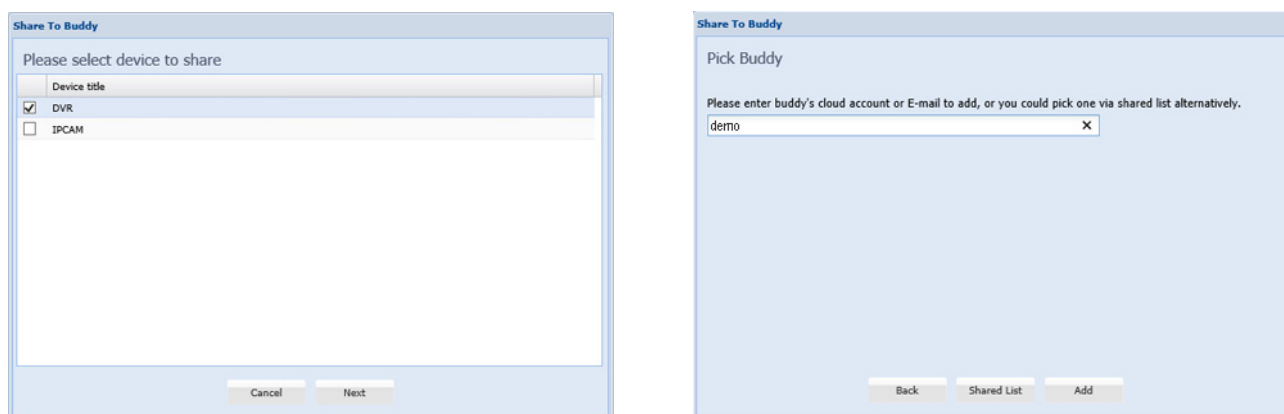 Share To Buddy
Please select device to share
Device title
DVR
IPCAM
Cancel Next
Share To Buddy
Pick Buddy
Please enter buddy's cloud account or E-mail to add, or you could pick one via shared list alternatively.
demo
Back Shared List Add